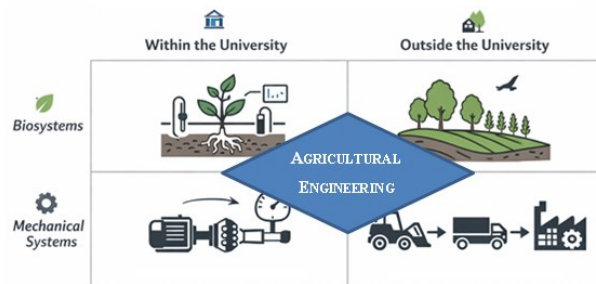 Within the University
Outside the University
Biosystems
AGRICULTURAL
ENGINEERING
Mechanical
Systems